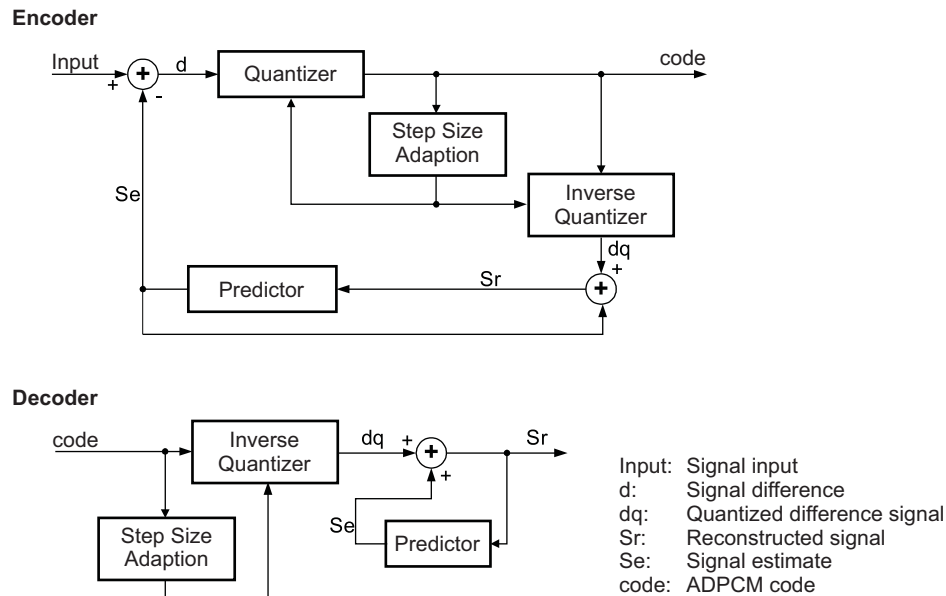 Encoder
Input
+
+
-
d
Quantizer
code
Step Size
Adaption
Se
Inverse
Quantizer
dq
+
Predictor
Sr
+
Decoder
code
Inverse
Quantizer
dq
+
+
+
Sr
Se
Predictor
Step Size
Adaption
Input: Signal input
d: Signal difference
dq: Quantized difference signal
Sr: Reconstructed signal
Se: Signal estimate
code: ADPCM code